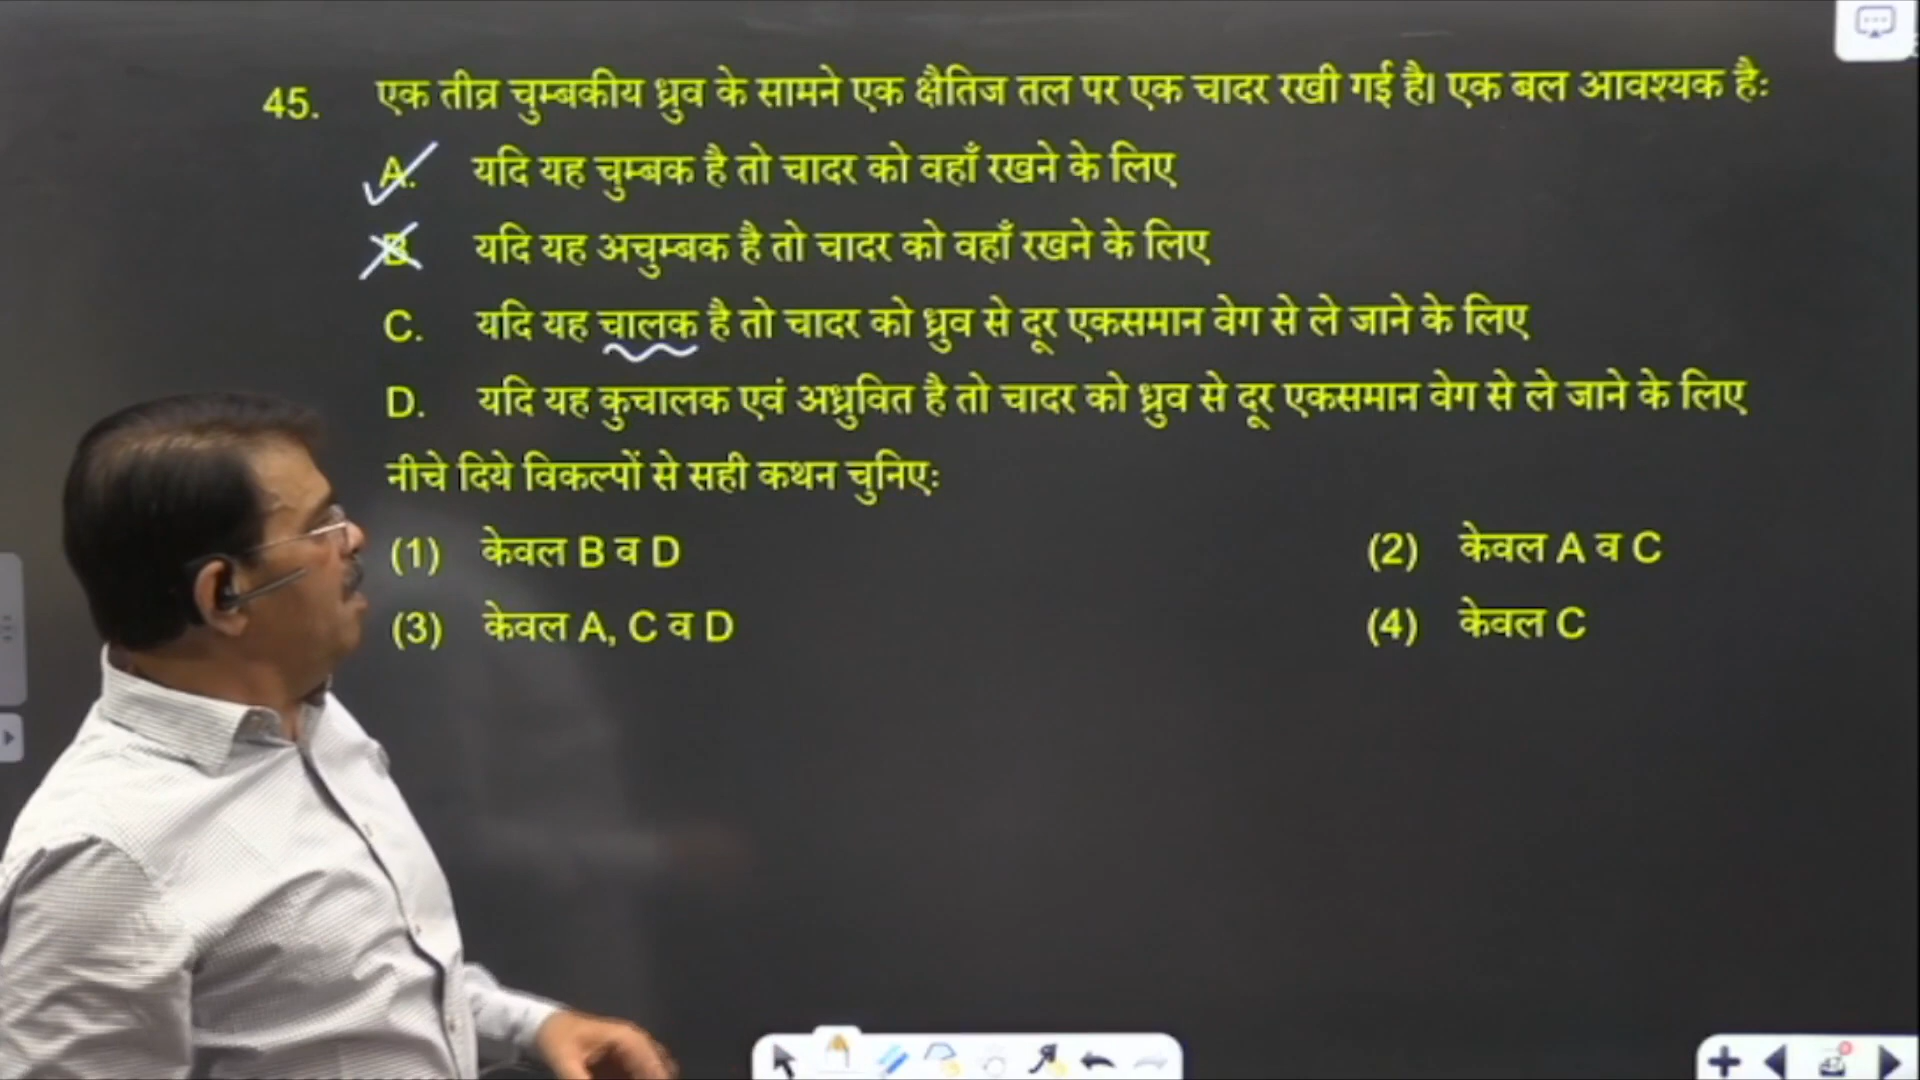 45. एक तीव्र चुम्बकीय ध्रुव के सामने एक क्षैतिज तल पर एक चादर रखी गई है। एक बल आवश्यक है:
A. यदि यह चुम्बक है तो चादर को वहाँ रखने के लिए
B. यदि यह अचुम्बक है तो चादर को वहाँ रखने के लिए
C. यदि यह चालक है तो चादर को ध्रुव से दूर एकसमान वेग से ले जाने के लिए
D. यदि यह कुचालक एवं अध्रुवित है तो चादर को ध्रुव से दूर एकसमान वेग से ले जाने के लिए
नीचे दिये विकल्पों से सही कथन चुनिए:
(1) केवल B व D (2) केवल A व C
(3) केवल A, C व D (4) केवल C